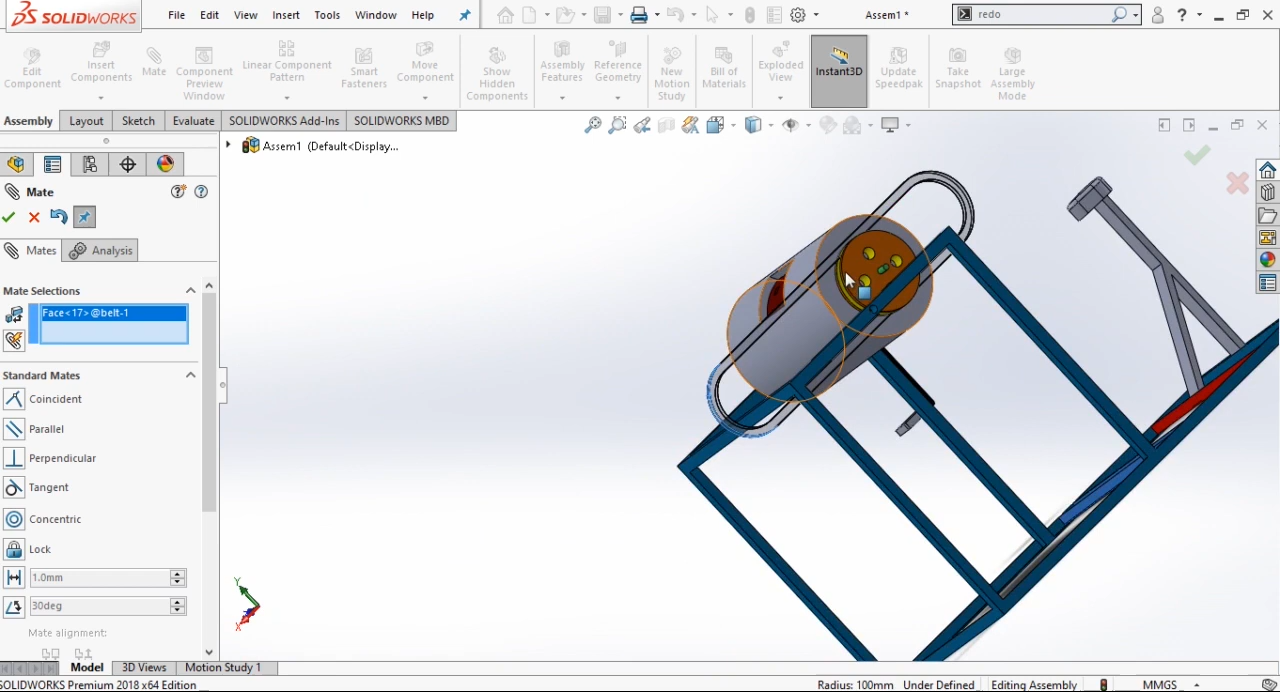 DS SOLIDWORKS
File Edit View Insert Tools Window Help
Assem1 *
redo
Edit Component
Insert Components
Mate
Component Preview Window
Linear Component Pattern
Smart Fasteners
Move Component
Show Hidden Components
Assembly Features
Reference Geometry
New Motion Study
Bill of Materials
Exploded View
Instant3D
Update Speedpak
Take Snapshot
Large Assembly Mode
Assembly Layout Sketch Evaluate SOLIDWORKS Add-Ins SOLIDWORKS MBD
Assem1 (Default<Display...
Mate
Mates Analysis
Mate Selections
Face<17>@belt-1
Standard Mates
Coincident
Parallel
Perpendicular
Tangent
Concentric
Lock
1.0mm
30deg
Mate alignment:
Y
X
Model 3D Views Motion Study 1
SOLIDWORKS Premium 2018 x64 Edition
Radius: 100mm Under Defined Editing Assembly MMGS